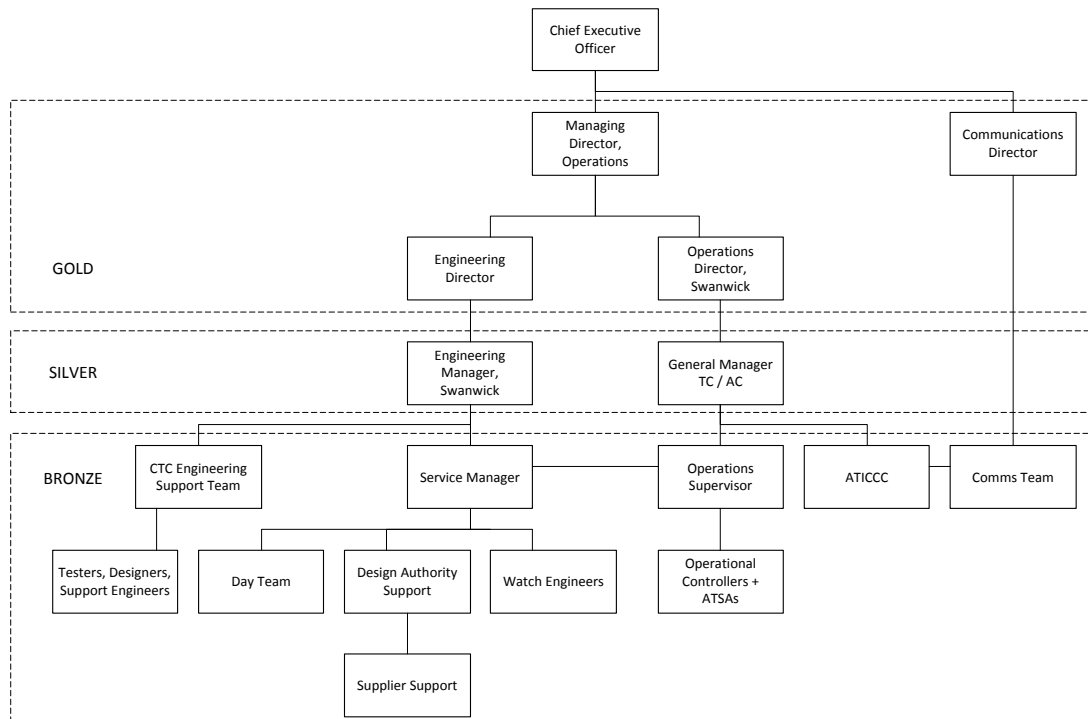 Chief Executive
Officer
Managing
Director,
Operations
Communications
Director
GOLD
Engineering
Director
Operations
Director,
Swanwick
SILVER
Engineering
Manager,
Swanwick
General Manager
TC / AC
BRONZE
CTC Engineering
Support Team
Service Manager
Operations
Supervisor
ATICCC
Comms Team
Testers, Designers,
Support Engineers
Day Team
Design Authority
Support
Watch Engineers
Operational
Controllers +
ATSAs
Supplier Support